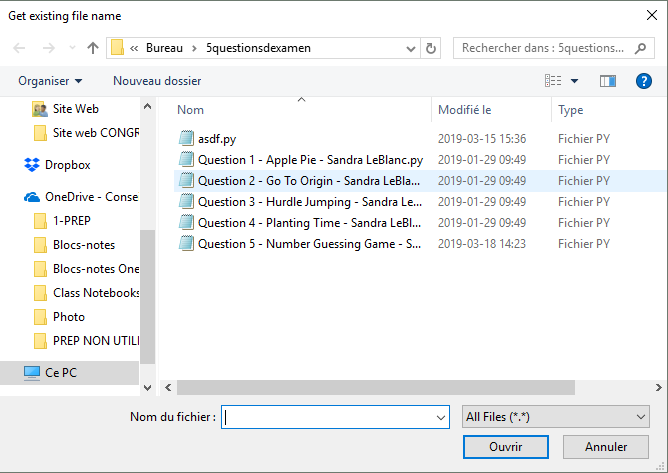 Get existing file name
« Bureau > 5questionsdexamen
Rechercher dans : 5questions...
Organiser
Nouveau dossier
?
Nom Modifié le Type
Site Web
Site web CONGR
Dropbox
OneDrive - Conse
1-PREP
Blocs-notes
Blocs-notes One
Class Notebooks
Photo
PREP NON UTILI
Ce PC
asdf.py 2019-03-15 15:36 Fichier PY
Question 1 - Apple Pie - Sandra LeBlanc.py 2019-01-29 09:49 Fichier PY
Question 2 - Go To Origin - Sandra LeBla... 2019-01-29 09:49 Fichier PY
Question 3 - Hurdle Jumping - Sandra Le... 2019-01-29 09:49 Fichier PY
Question 4 - Planting Time - Sandra LeBl... 2019-01-29 09:49 Fichier PY
Question 5 - Number Guessing Game - S... 2019-03-18 14:23 Fichier PY
Nom du fichier :
All Files (*.*)
Ouvrir
Annuler